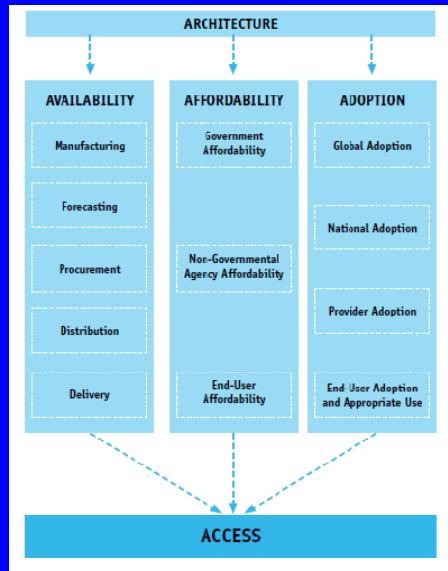 ARCHITECTURE
AVAILABILITY
Manufacturing
Forecasting
Procurement
Distribution
Delivery
AFFORDABILITY
Government
Affordability
Non-Governmental
Agency Affordability
End-User
Affordability
ADOPTION
Global Adoption
National Adoption
Provider Adoption
End-User Adoption
and Appropriate Use
ACCESS